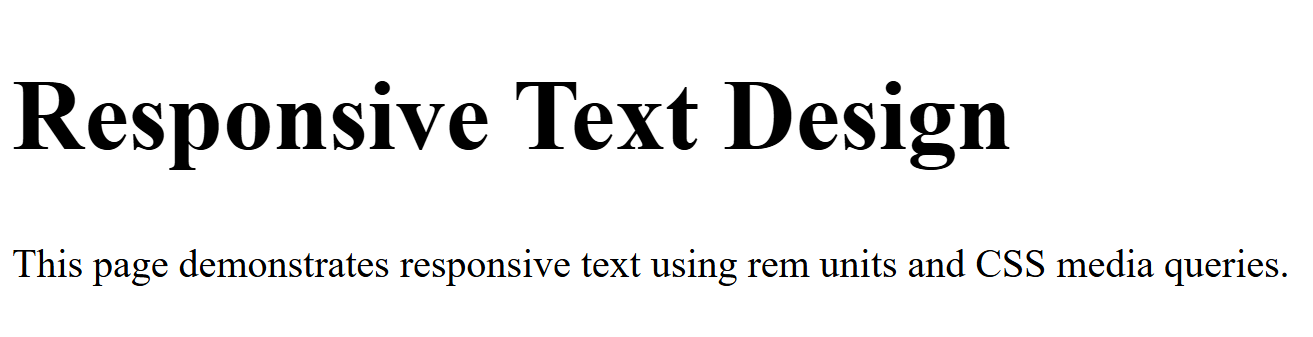 Responsive Text Design
This page demonstrates responsive text using rem units and CSS media queries.